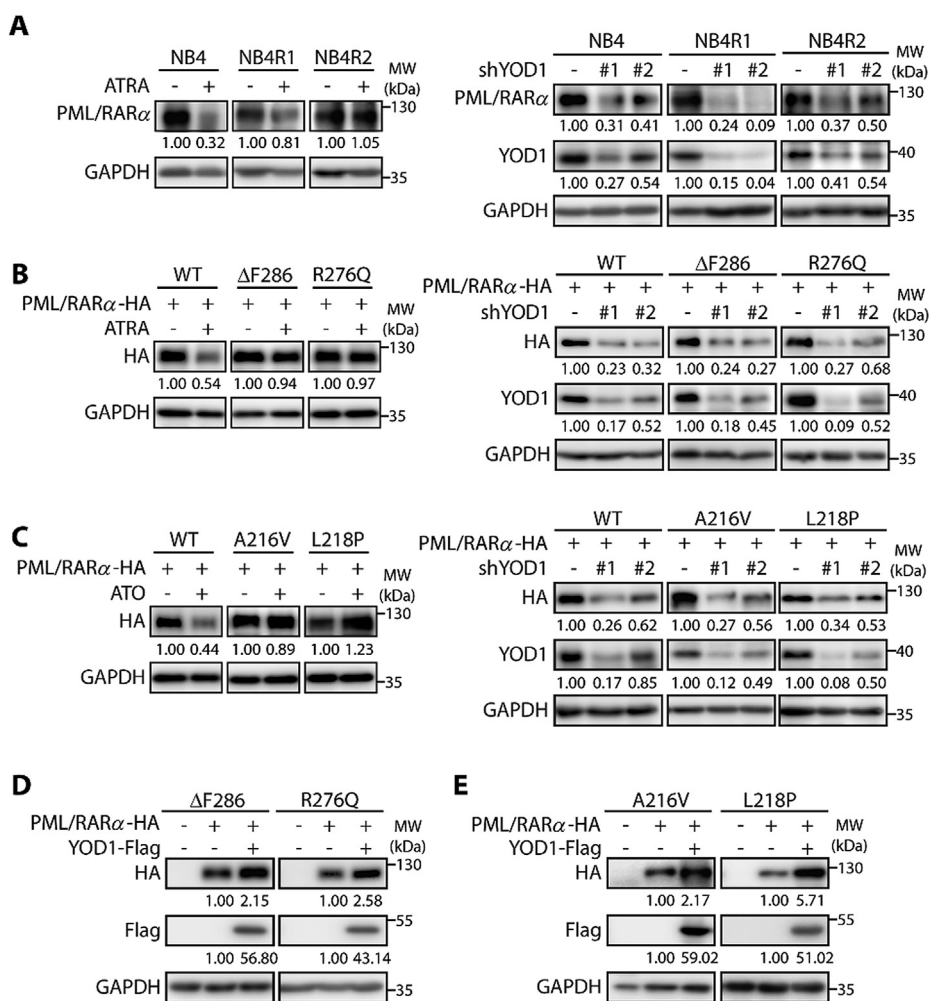 A
NB4 NB4R1 NB4R2 MW (kDa)
ATRA - + - + - +
PML/RARα 130
1.00 0.32 1.00 0.81 1.00 1.05
GAPDH 35
NB4 NB4R1 NB4R2 MW (kDa)
shYOD1 - #1 #2 - #1 #2 - #1 #2
PML/RARα 130
1.00 0.31 0.41 1.00 0.24 0.09 1.00 0.37 0.50
YOD1 40
1.00 0.27 0.54 1.00 0.15 0.04 1.00 0.41 0.54
GAPDH 35
B
WT ΔF286 R276Q
PML/RARα-HA + + + + + + MW (kDa)
ATRA - + - + - +
HA 130
1.00 0.54 1.00 0.94 1.00 0.97
GAPDH 35
WT ΔF286 R276Q
PML/RARα-HA + + + + + + + + + MW (kDa)
shYOD1 - #1 #2 - #1 #2 - #1 #2
HA 130
1.00 0.23 0.32 1.00 0.24 0.27 1.00 0.27 0.68
YOD1 40
1.00 0.17 0.52 1.00 0.18 0.45 1.00 0.09 0.52
GAPDH 35
C
WT A216V L218P
PML/RARα-HA + + + + + + MW (kDa)
ATO - + - + - +
HA 130
1.00 0.44 1.00 0.89 1.00 1.23
GAPDH 35
WT A216V L218P
PML/RARα-HA + + + + + + + + + MW (kDa)
shYOD1 - #1 #2 - #1 #2 - #1 #2
HA 130
1.00 0.26 0.62 1.00 0.27 0.56 1.00 0.34 0.53
YOD1 40
1.00 0.17 0.85 1.00 0.12 0.49 1.00 0.08 0.50
GAPDH 35
D
ΔF286 R276Q
PML/RARα-HA - + + - + + MW (kDa)
YOD1-Flag - - + - - +
HA 130
1.00 2.15 1.00 2.58
Flag 55
1.00 56.80 1.00 43.14
GAPDH 35
E
A216V L218P
PML/RARα-HA - + + - + + MW (kDa)
YOD1-Flag - - + - - +
HA 130
1.00 2.17 1.00 5.71
Flag 55
1.00 59.02 1.00 51.02
GAPDH 35